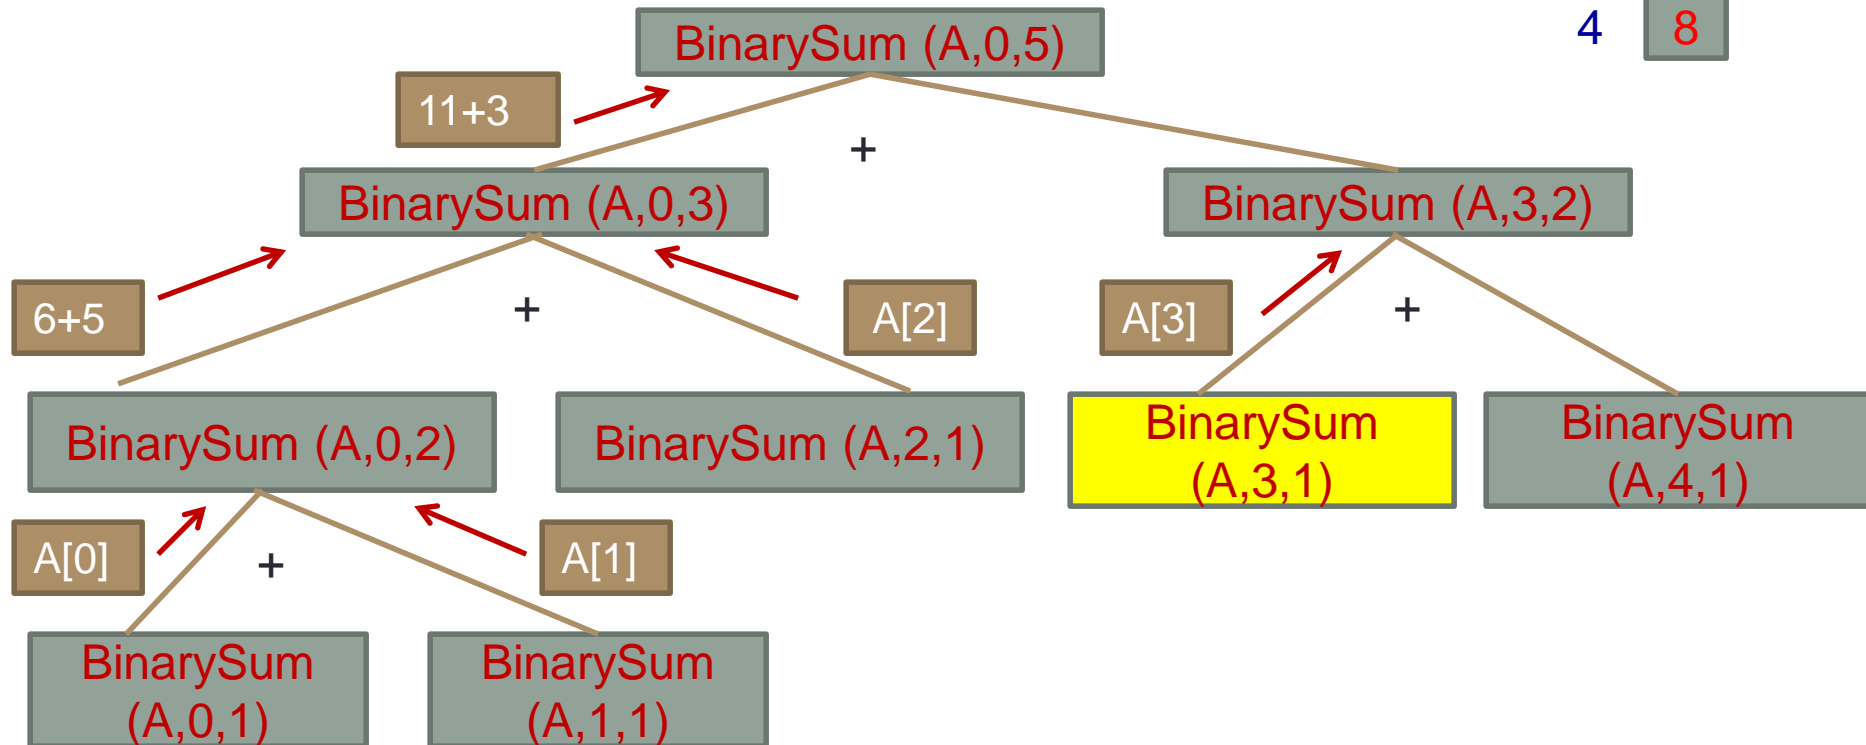 BinarySum (A,0,5)
4 8
11+3
+
BinarySum (A,0,3)
BinarySum (A,3,2)
6+5
+
A[2]
A[3]
+
BinarySum (A,0,2)
BinarySum (A,2,1)
BinarySum
(A,3,1)
BinarySum
(A,4,1)
A[0]
+
A[1]
BinarySum
(A,0,1)
BinarySum
(A,1,1)